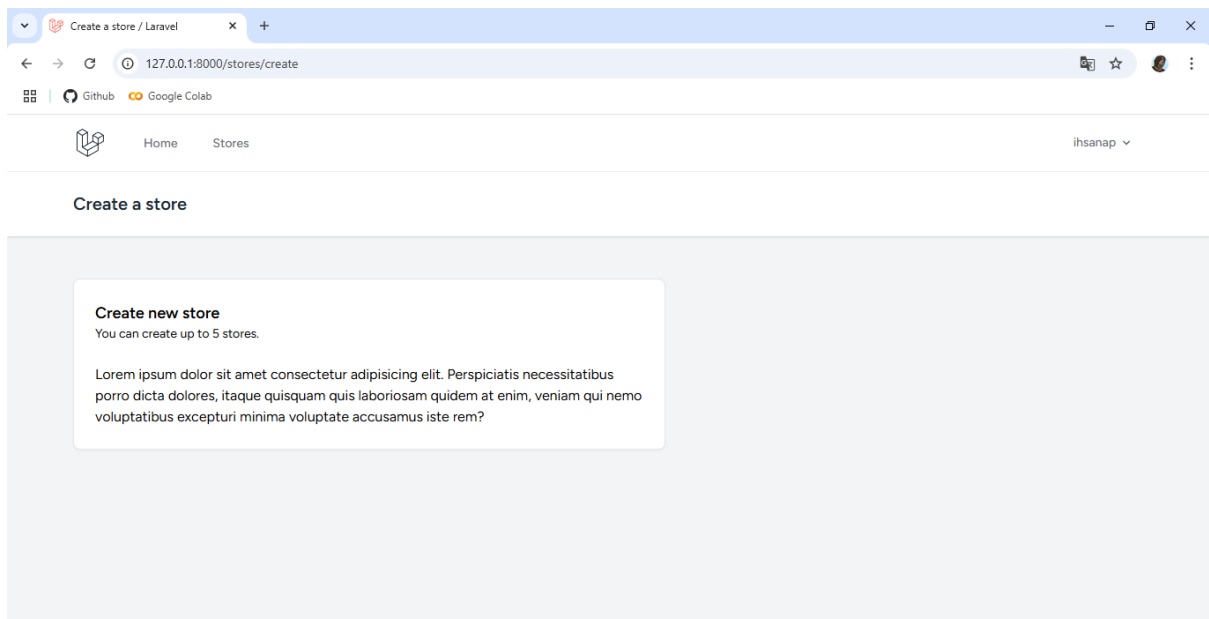 Create a store / Laravel
127.0.0.1:8000/stores/create
Github Google Colab
Home Stores ihsanap
Create a store
Create new store
You can create up to 5 stores.
Lorem ipsum dolor sit amet consectetur adipisicing elit. Perspiciatis necessitatibus
porro dicta dolores, itaque quisquam quis laboriosam quidem at enim, veniam qui nemo
voluptatibus excepturi minima voluptate accusamus iste rem?